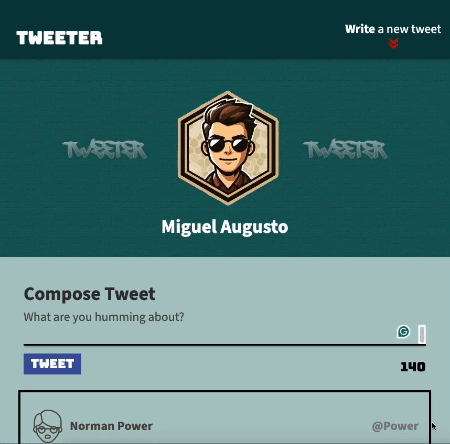 TWEETER
Write a new tweet
TWEETER
TWEETER
Miguel Augusto
Compose Tweet
What are you humming about?
TWEET
140
Norman Power
@Power